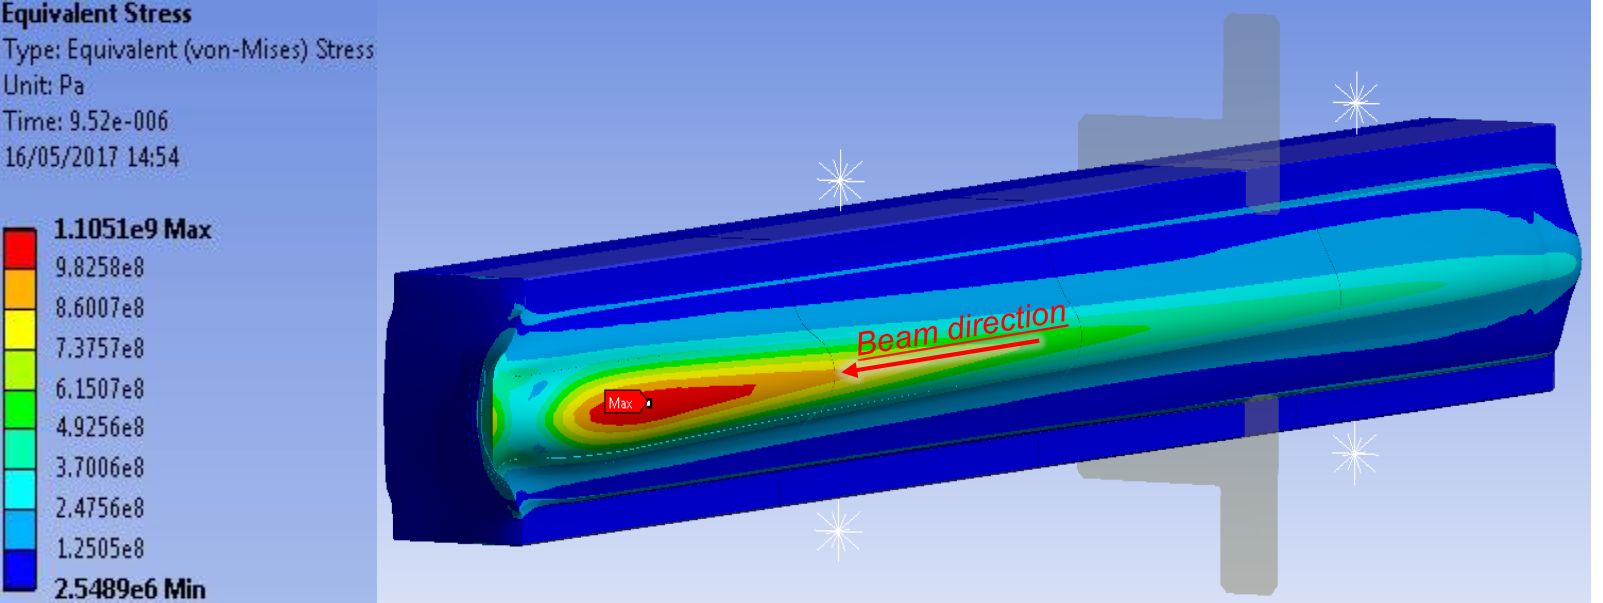 Equivalent Stress
Type: Equivalent (von-Mises) Stress
Unit: Pa
Time: 9.52e-006
16/05/2017 14:54
1.1051e9 Max
9.8258e8
8.6007e8
7.3757e8
6.1507e8
4.9256e8
3.7006e8
2.4756e8
1.2505e8
2.5489e6 Min
Beam direction
Max